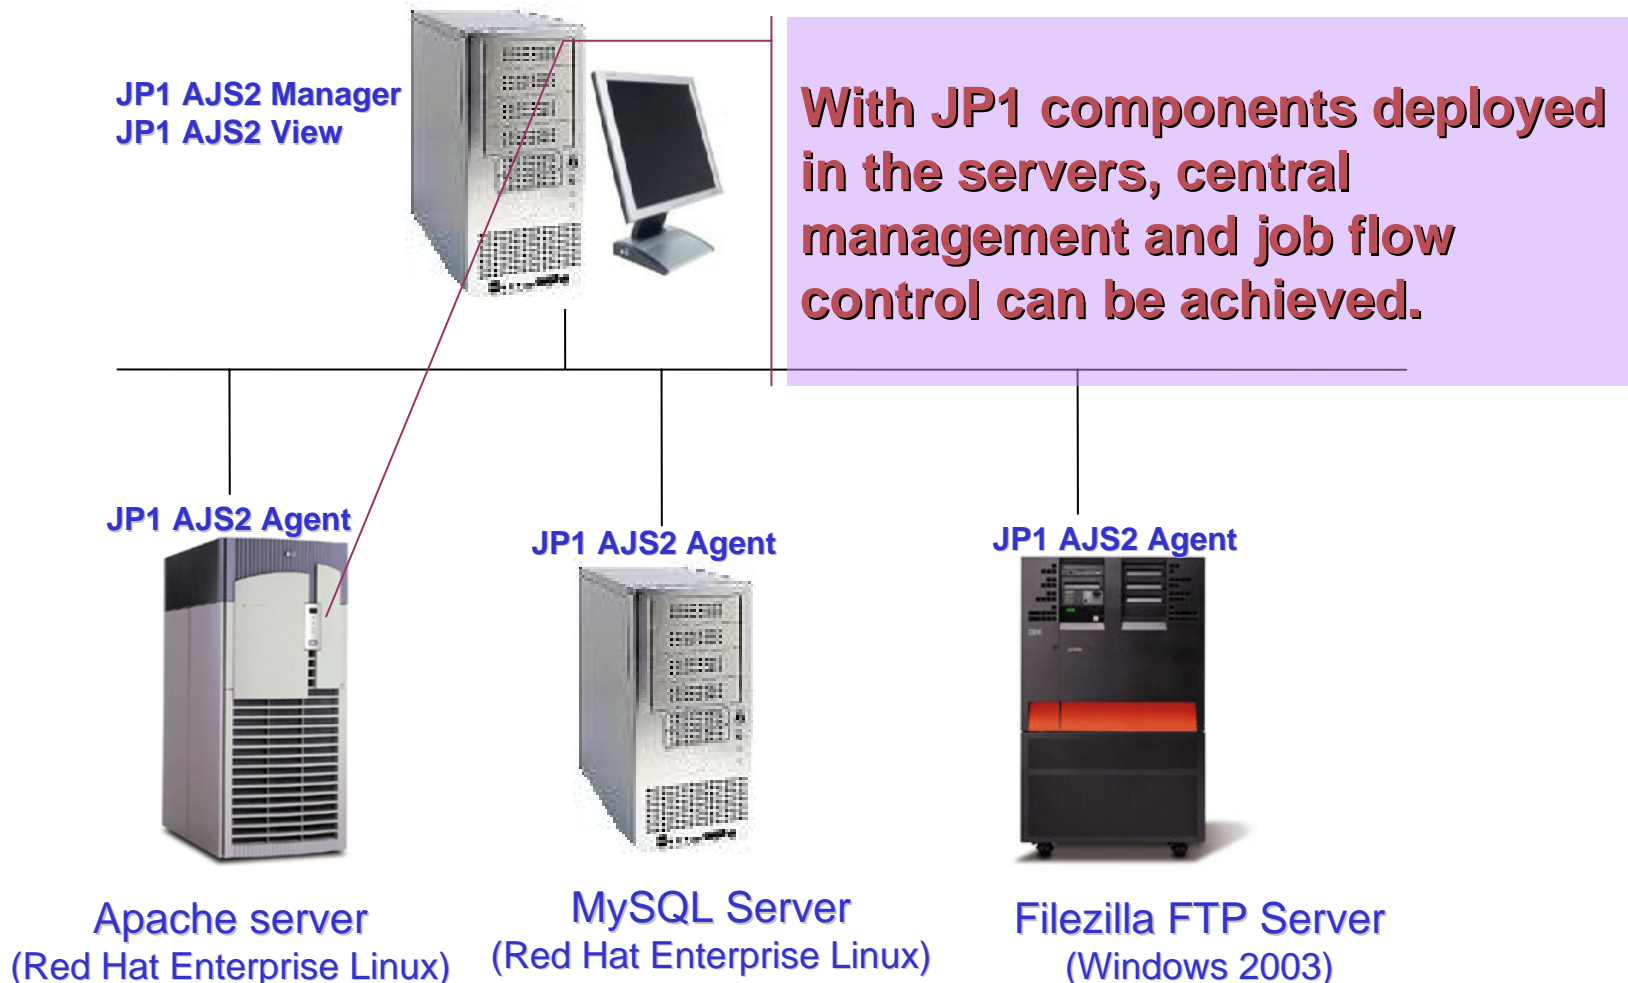 JP1 AJS2 Manager
JP1 AJS2 View
With JP1 components deployed
in the servers, central
management and job flow
control can be achieved.
JP1 AJS2 Agent
JP1 AJS2 Agent
JP1 AJS2 Agent
IBM
Apache server
(Red Hat Enterprise Linux)
MySQL Server
(Red Hat Enterprise Linux)
Filezilla FTP Server
(Windows 2003)